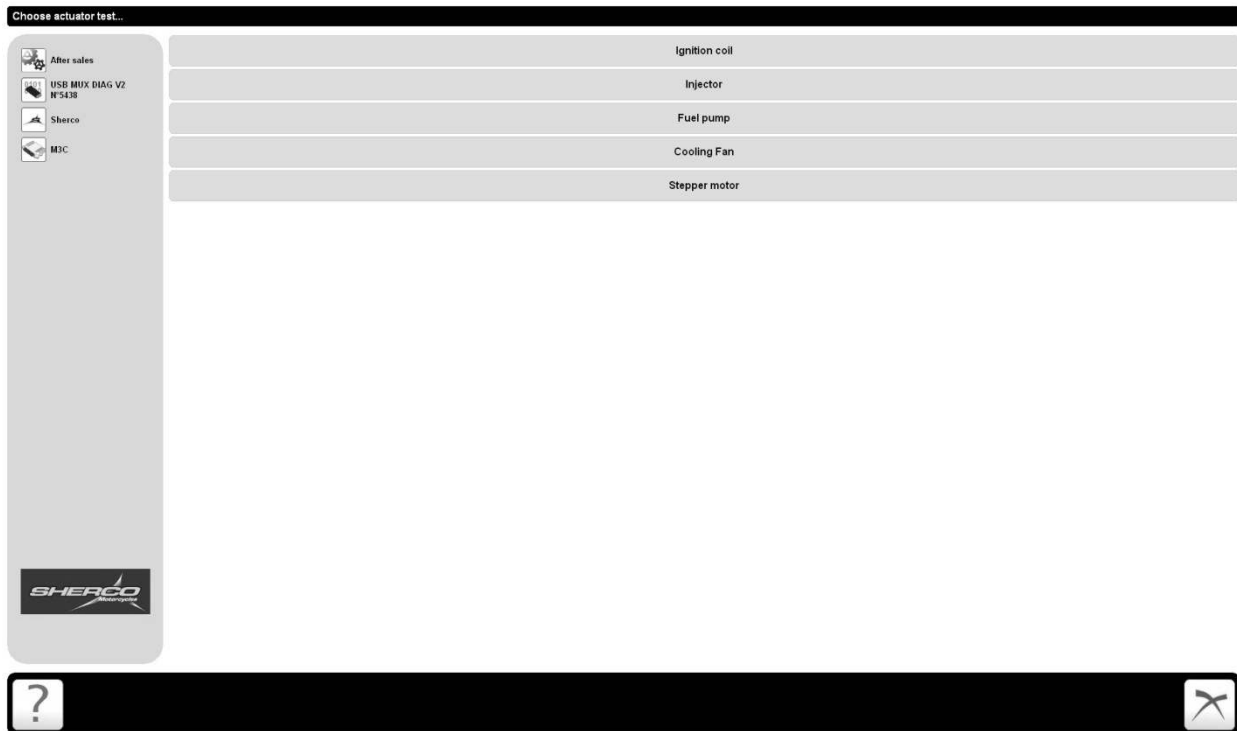 Choose actuator test...
After sales
USB MUX DIAG V2
N°5438
Sherco
M3C
Ignition coil
Injector
Fuel pump
Cooling Fan
Stepper motor
SHERCO
Motorcycles
?